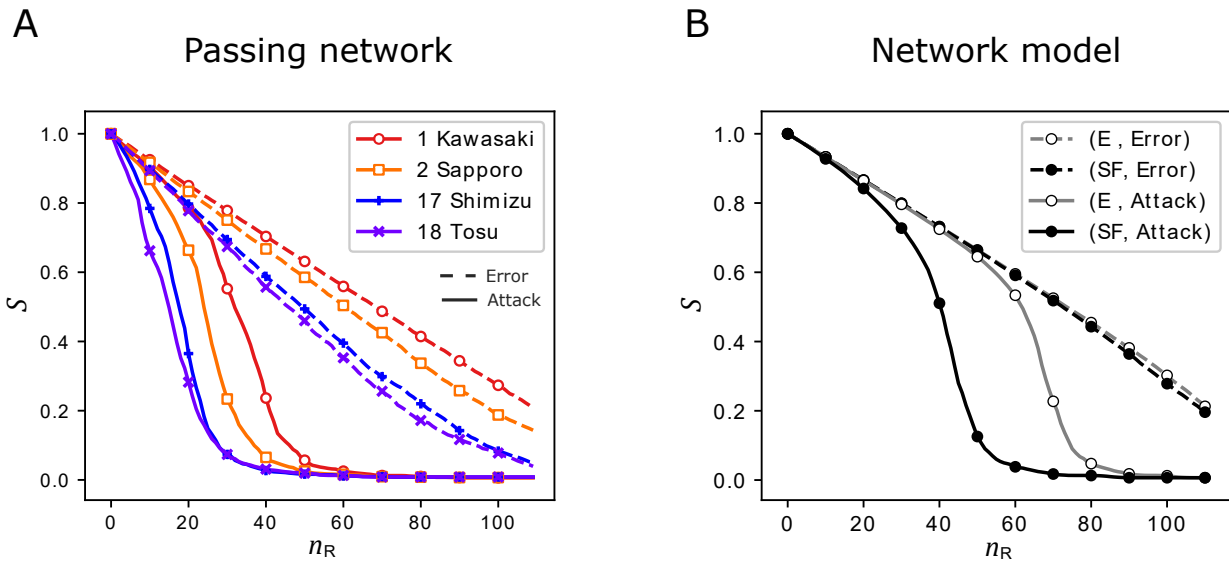 A
Passing network
S
1.0
0.8
0.6
0.4
0.2
0.0
0 20 40 60 80 100
nR
1 Kawasaki
2 Sapporo
17 Shimizu
18 Tosu
Error
Attack
B
Network model
S
1.0
0.8
0.6
0.4
0.2
0.0
0 20 40 60 80 100
nR
(E , Error)
(SF, Error)
(E , Attack)
(SF, Attack)